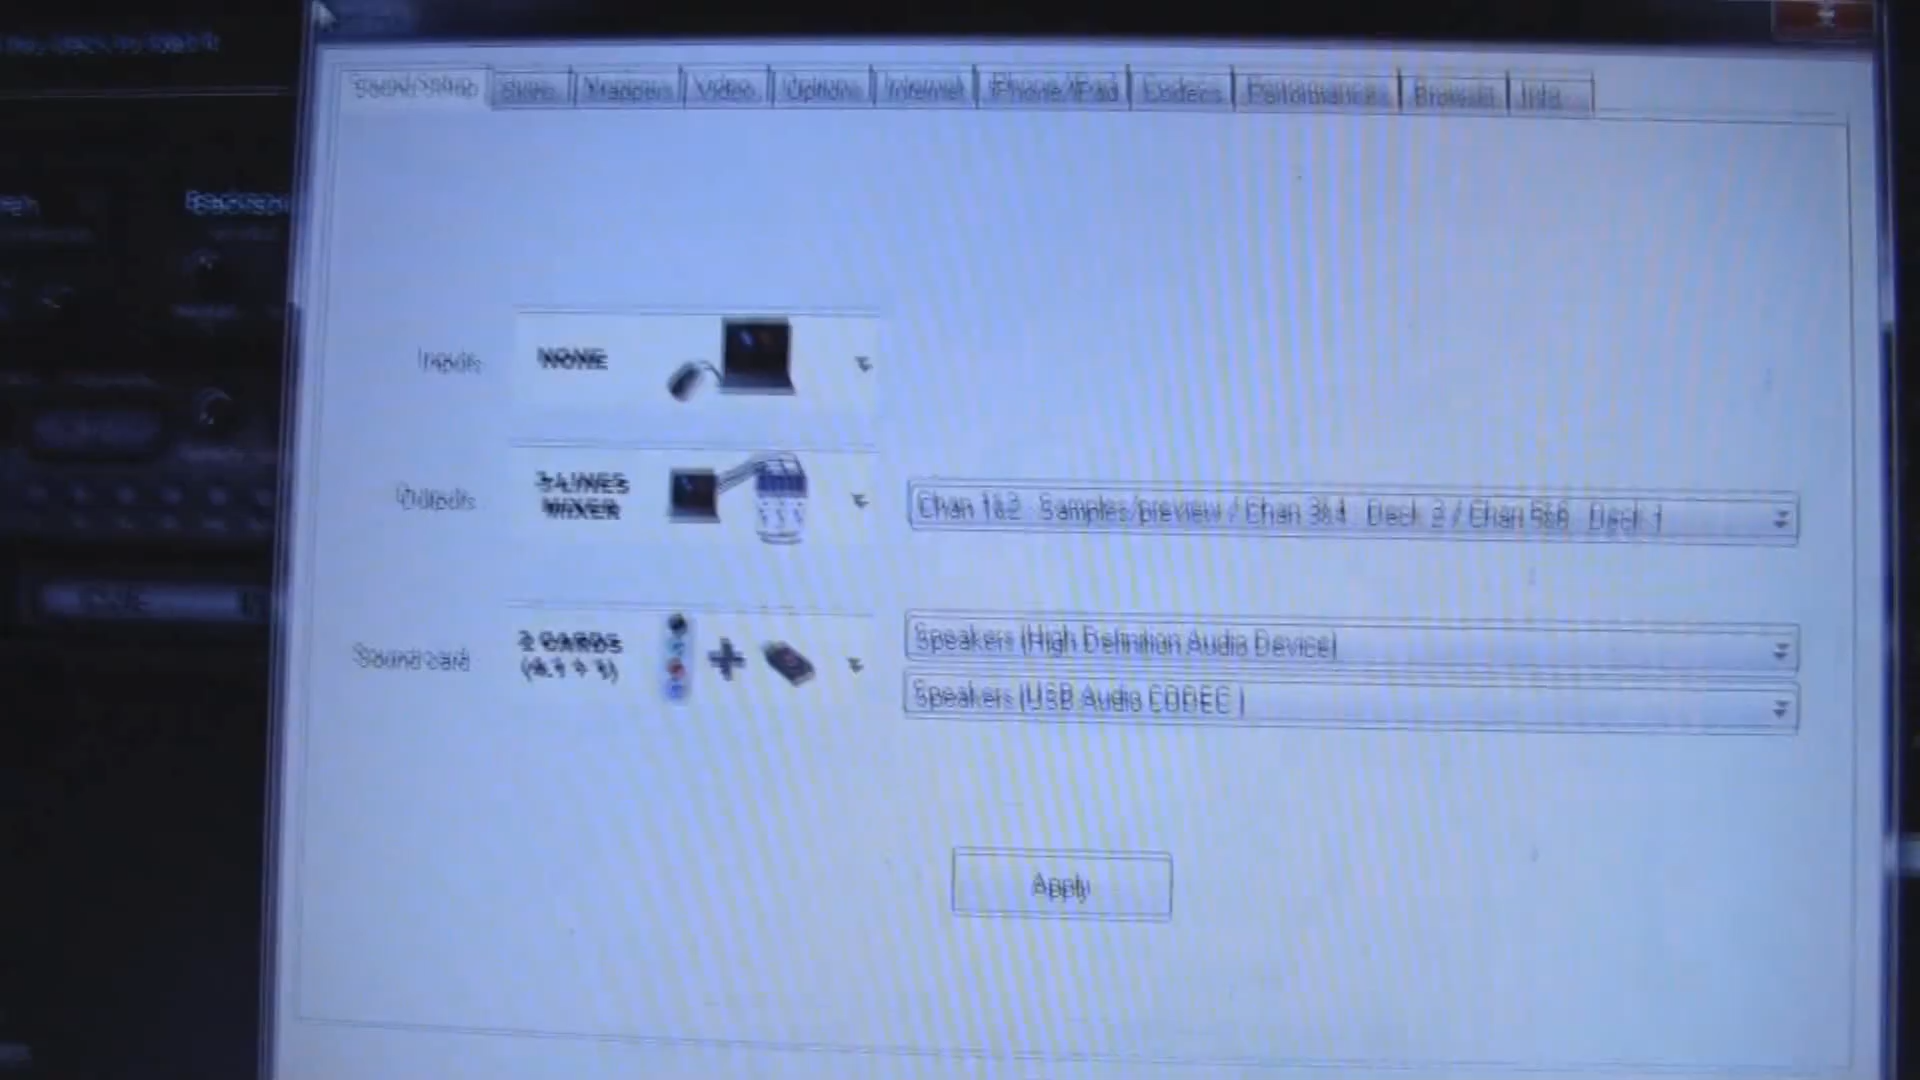 Sound Setup Skins Mappers Video Options Internet iPhone/iPad Codecs Performances Browser Info
Inputs NONE
Outputs 3-LINES MIXER Chan 1&2 : Samples/preview / Chan 3&4 : Deck 2 / Chan 5&6 : Deck 1
Sound card 2 CARDS Speakers (High Definition Audio Device)
Speakers (USB Audio CODEC )
Apply